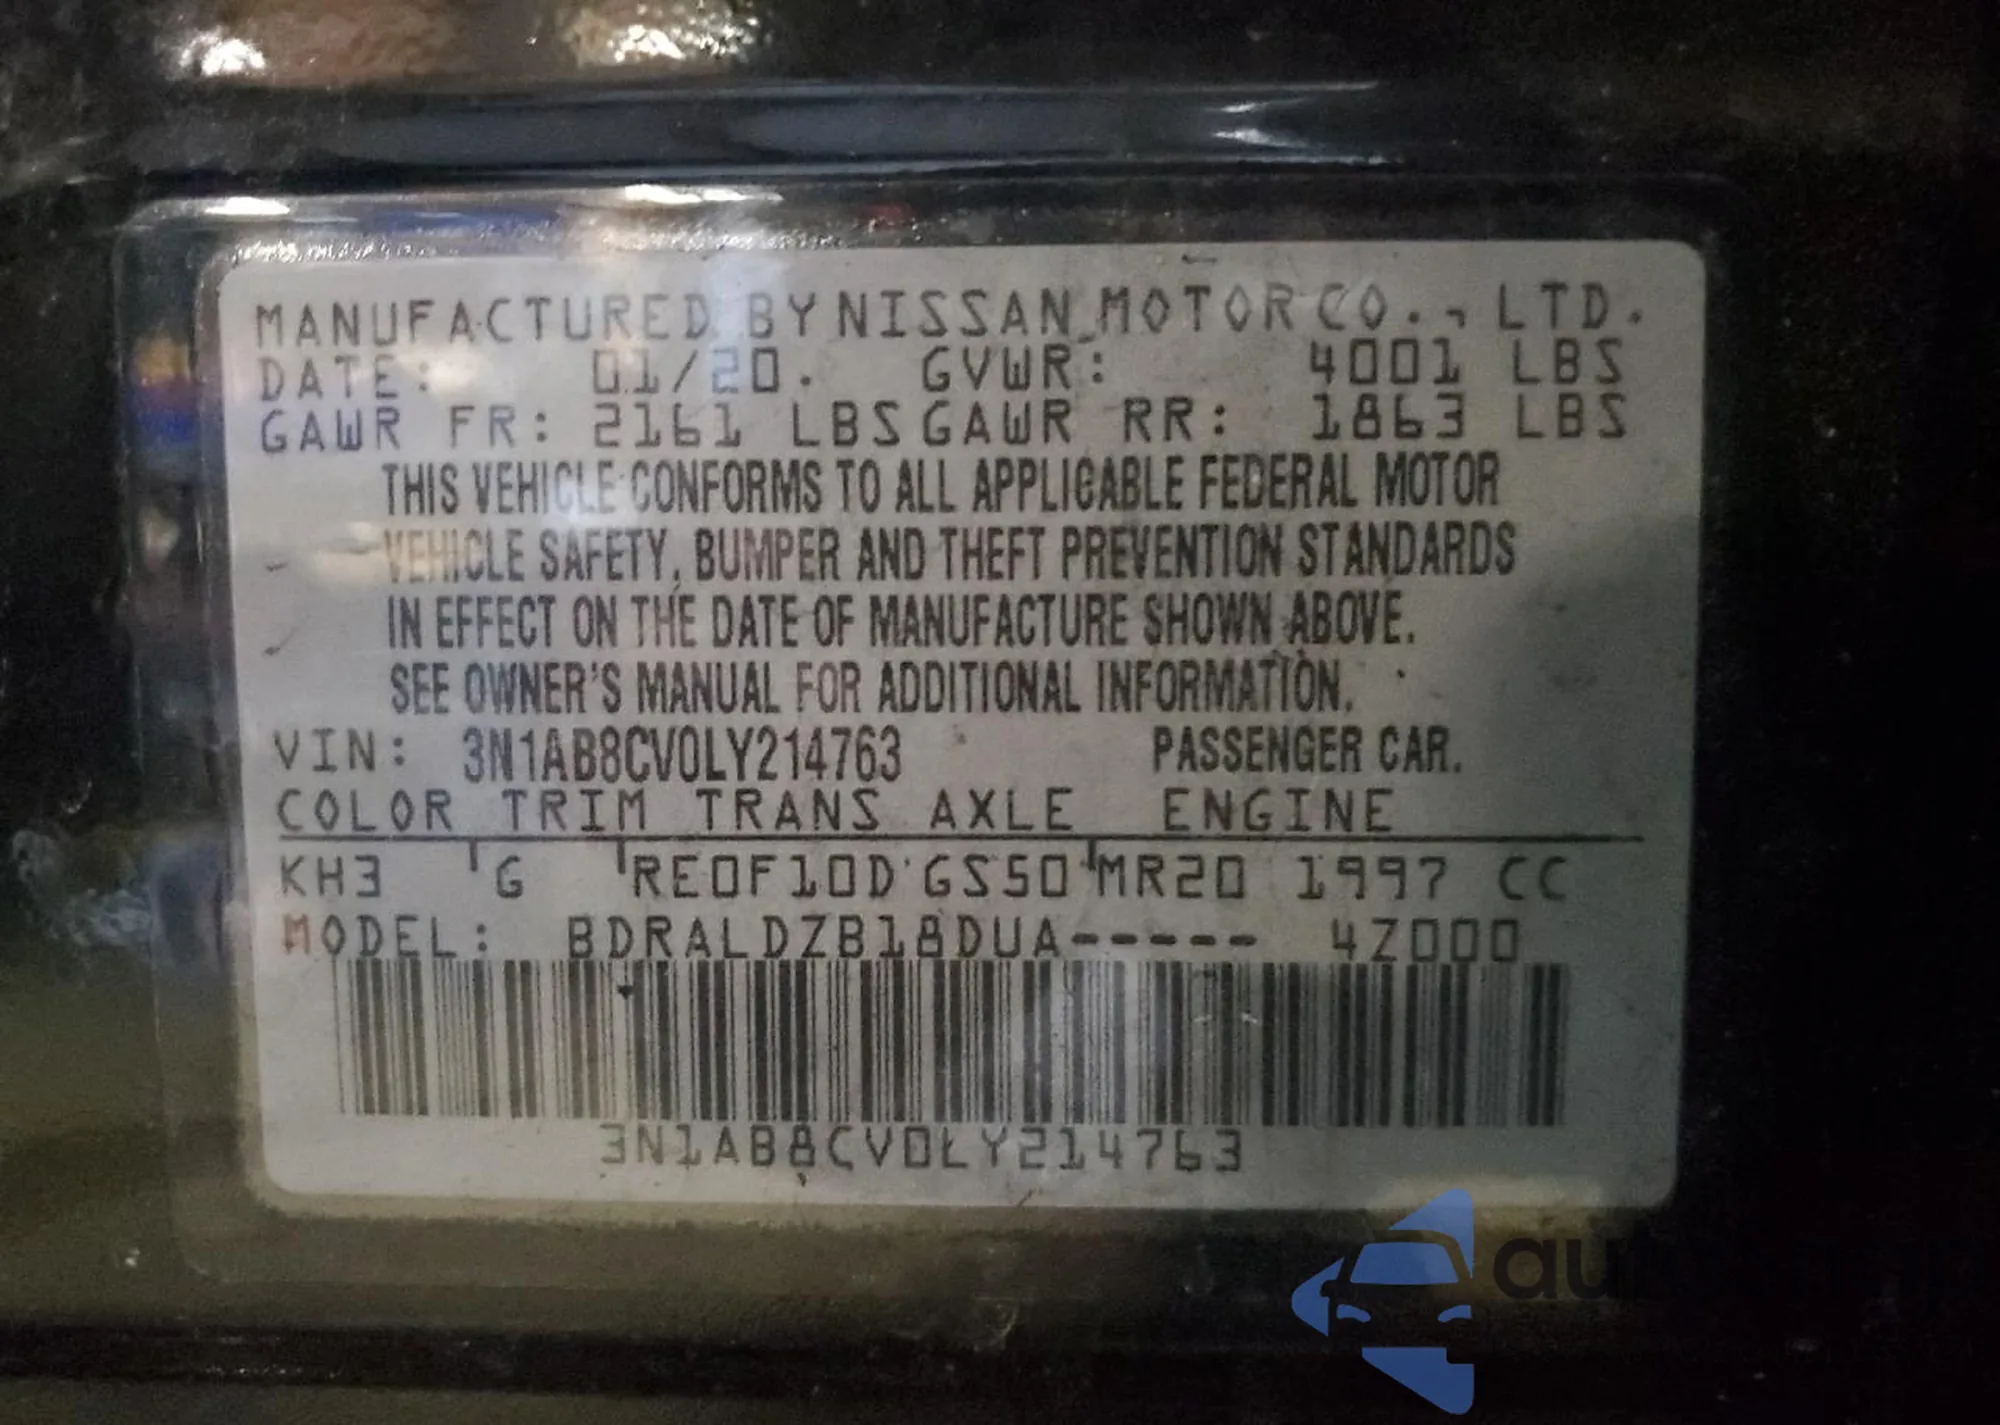 MANUFACTURED BY NISSAN MOTOR CO., LTD.
DATE: 01/20. GVWR: 4001 LBS
GAWR FR: 2161 LBS GAWR RR: 1863 LBS
THIS VEHICLE CONFORMS TO ALL APPLICABLE FEDERAL MOTOR
VEHICLE SAFETY, BUMPER AND THEFT PREVENTION STANDARDS
IN EFFECT ON THE DATE OF MANUFACTURE SHOWN ABOVE.
SEE OWNER'S MANUAL FOR ADDITIONAL INFORMATION.
VIN: 3N1AB8CV0LY214763 PASSENGER CAR.
COLOR TRIM TRANS AXLE ENGINE
KH3 G RE0F10D GS50 MR20 1997 CC
MODEL: BDRALDZB18DUA----- 4Z000
3N1AB8CV0LY214763